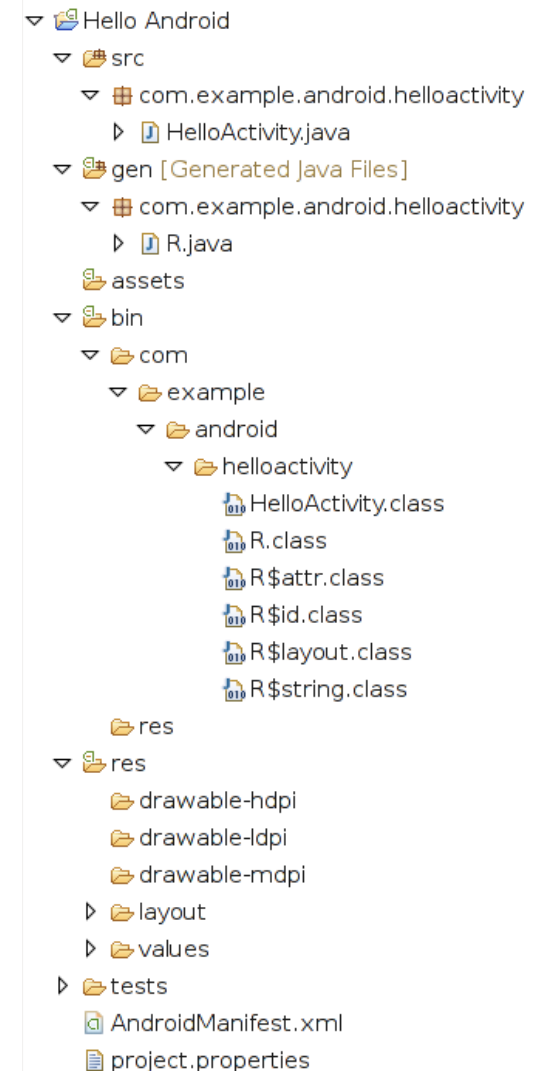 Hello Android
src
com.example.android.helloactivity
HelloActivity.java
gen [Generated Java Files]
com.example.android.helloactivity
R.java
assets
bin
com
example
android
helloactivity
HelloActivity.class
R.class
R$attr.class
R$id.class
R$layout.class
R$string.class
res
res
drawable-hdpi
drawable-ldpi
drawable-mdpi
layout
values
tests
AndroidManifest.xml
project.properties